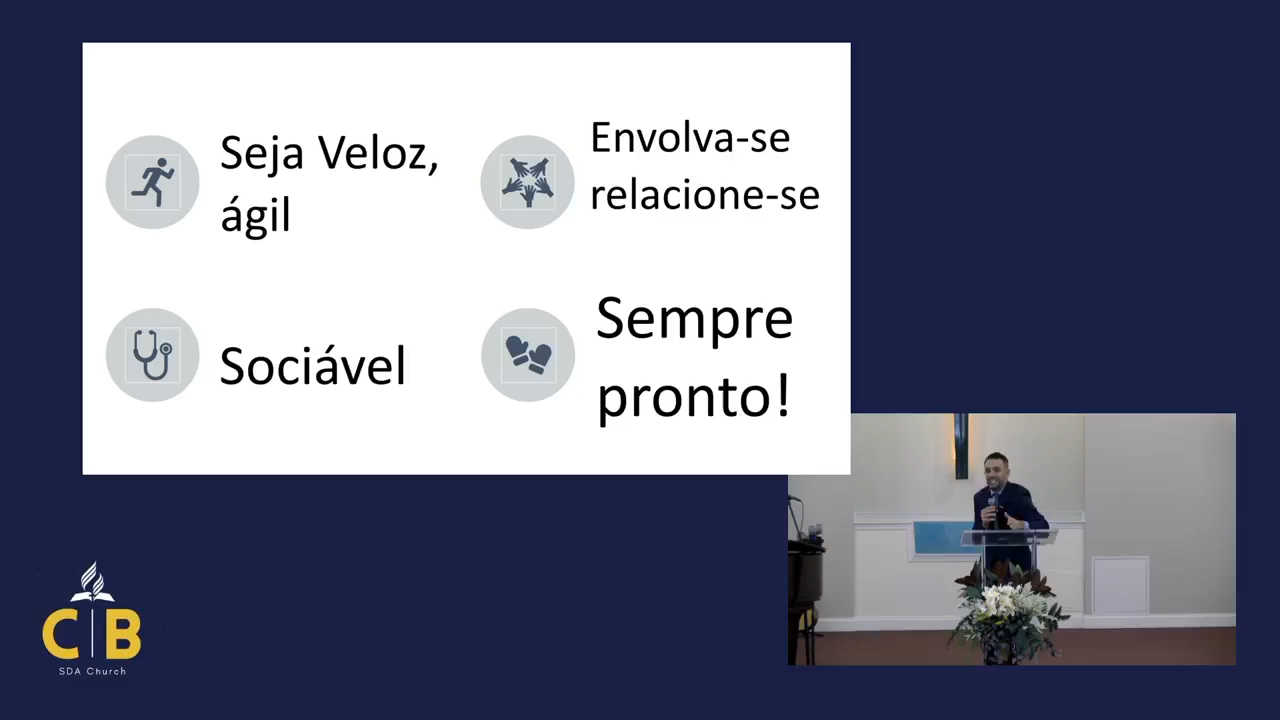 Seja Veloz,
ágil
Envolva-se
relacione-se
Sociável
Sempre
pronto!
C B
SDA Church